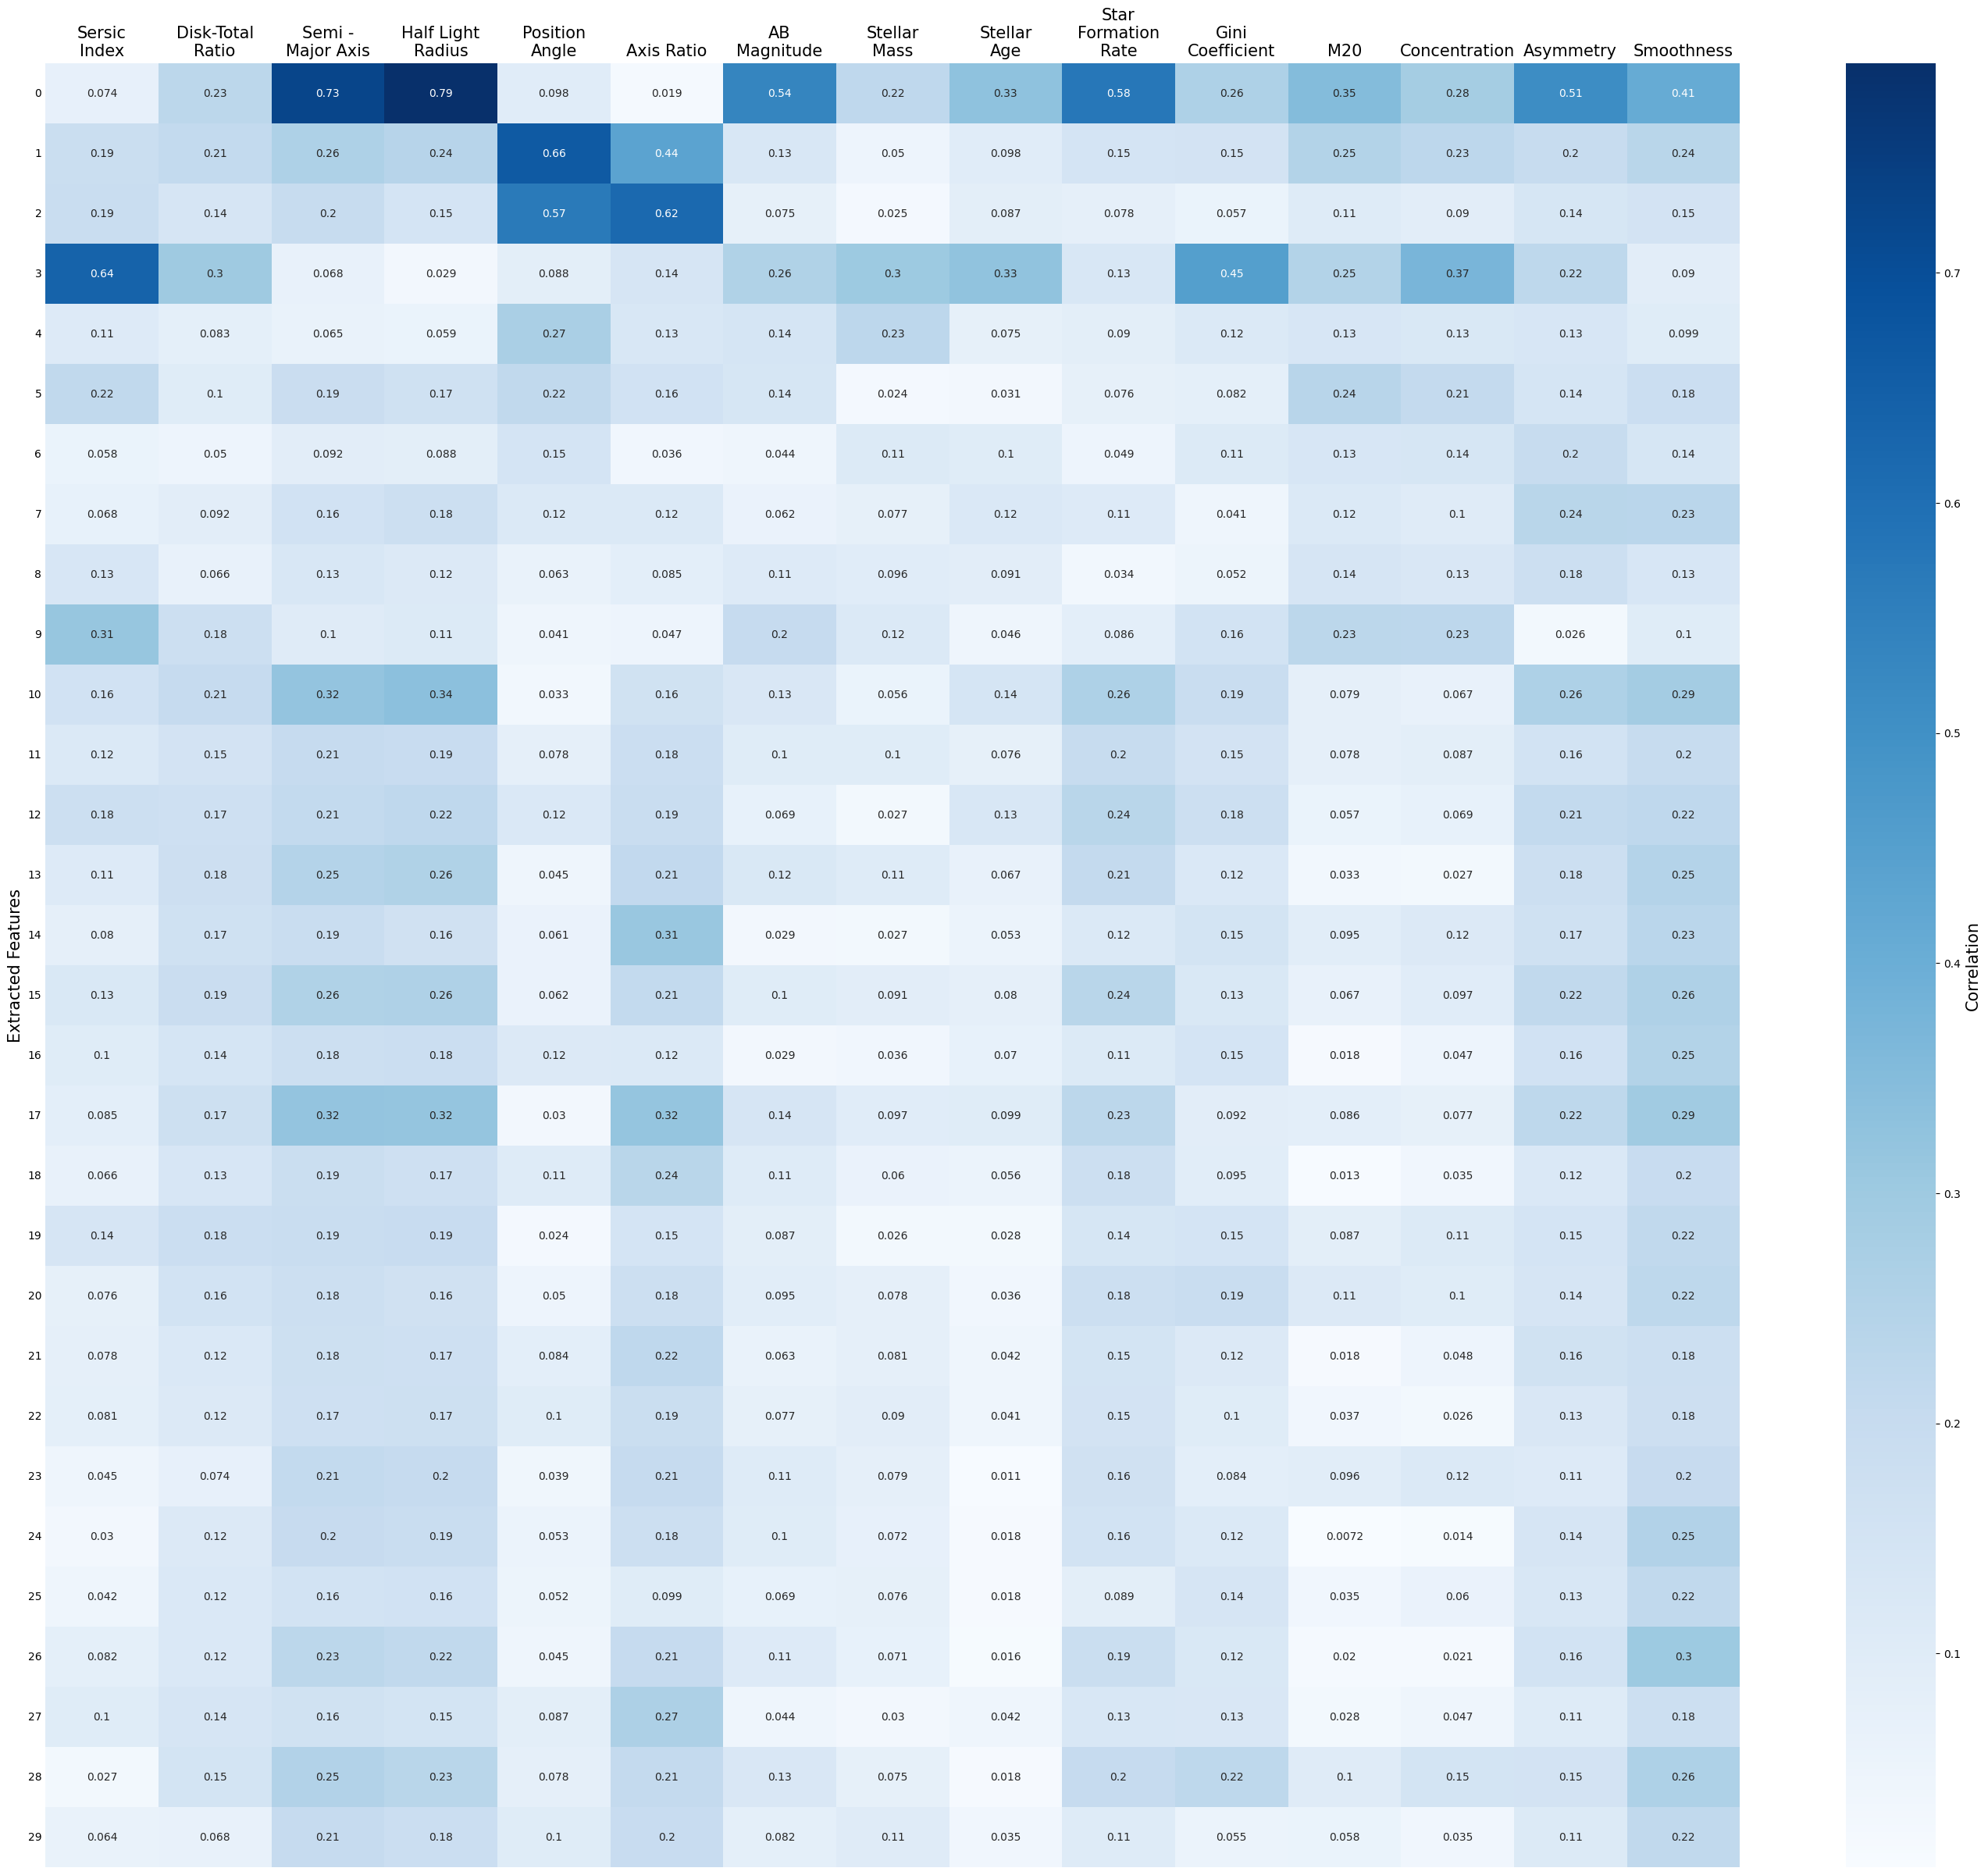 Sersic Index Disk-Total Ratio Semi - Major Axis Half Light Radius Position Angle Axis Ratio AB Magnitude Stellar Mass Stellar Age Star Formation Rate Gini Coefficient M20 Concentration Asymmetry Smoothness
0 0.074 0.23 0.73 0.79 0.098 0.019 0.54 0.22 0.33 0.58 0.26 0.35 0.28 0.51 0.41
1 0.19 0.21 0.26 0.24 0.66 0.44 0.13 0.05 0.098 0.15 0.15 0.25 0.23 0.2 0.24
2 0.19 0.14 0.2 0.15 0.57 0.62 0.075 0.025 0.087 0.078 0.057 0.11 0.09 0.14 0.15
3 0.64 0.3 0.068 0.029 0.088 0.14 0.26 0.3 0.33 0.13 0.45 0.25 0.37 0.22 0.09
4 0.11 0.083 0.065 0.059 0.27 0.13 0.14 0.23 0.075 0.09 0.12 0.13 0.13 0.13 0.099
5 0.22 0.1 0.19 0.17 0.22 0.16 0.14 0.024 0.031 0.076 0.082 0.24 0.21 0.14 0.18
6 0.058 0.05 0.092 0.088 0.15 0.036 0.044 0.11 0.1 0.049 0.11 0.13 0.14 0.2 0.14
7 0.068 0.092 0.16 0.18 0.12 0.12 0.062 0.077 0.12 0.11 0.041 0.12 0.1 0.24 0.23
8 0.13 0.066 0.13 0.12 0.063 0.085 0.11 0.096 0.091 0.034 0.052 0.14 0.13 0.18 0.13
9 0.31 0.18 0.1 0.11 0.041 0.047 0.2 0.12 0.046 0.086 0.16 0.23 0.23 0.026 0.1
10 0.16 0.21 0.32 0.34 0.033 0.16 0.13 0.056 0.14 0.26 0.19 0.079 0.067 0.26 0.29
11 0.12 0.15 0.21 0.19 0.078 0.18 0.1 0.1 0.076 0.2 0.15 0.078 0.087 0.16 0.2
12 0.18 0.17 0.21 0.22 0.12 0.19 0.069 0.027 0.13 0.24 0.18 0.057 0.069 0.21 0.22
13 0.11 0.18 0.25 0.26 0.045 0.21 0.12 0.11 0.067 0.21 0.12 0.033 0.027 0.18 0.25
14 0.08 0.17 0.19 0.16 0.061 0.31 0.029 0.027 0.053 0.12 0.15 0.095 0.12 0.17 0.23
15 0.13 0.19 0.26 0.26 0.062 0.21 0.1 0.091 0.08 0.24 0.13 0.067 0.097 0.22 0.26
16 0.1 0.14 0.18 0.18 0.12 0.12 0.029 0.036 0.07 0.11 0.15 0.018 0.047 0.16 0.25
17 0.085 0.17 0.32 0.32 0.03 0.32 0.14 0.097 0.099 0.23 0.092 0.086 0.077 0.22 0.29
18 0.066 0.13 0.19 0.17 0.11 0.24 0.11 0.06 0.056 0.18 0.095 0.013 0.035 0.12 0.2
19 0.14 0.18 0.19 0.19 0.024 0.15 0.087 0.026 0.028 0.14 0.15 0.087 0.11 0.15 0.22
20 0.076 0.16 0.18 0.16 0.05 0.18 0.095 0.078 0.036 0.18 0.19 0.11 0.1 0.14 0.22
21 0.078 0.12 0.18 0.17 0.084 0.22 0.063 0.081 0.042 0.15 0.12 0.018 0.048 0.16 0.18
22 0.081 0.12 0.17 0.17 0.1 0.19 0.077 0.09 0.041 0.15 0.1 0.037 0.026 0.13 0.18
23 0.045 0.074 0.21 0.2 0.039 0.21 0.11 0.079 0.011 0.16 0.084 0.096 0.12 0.11 0.2
24 0.03 0.12 0.2 0.19 0.053 0.18 0.1 0.072 0.018 0.16 0.12 0.0072 0.014 0.14 0.25
25 0.042 0.12 0.16 0.16 0.052 0.099 0.069 0.076 0.018 0.089 0.14 0.035 0.06 0.13 0.22
26 0.082 0.12 0.23 0.22 0.045 0.21 0.11 0.071 0.016 0.19 0.12 0.02 0.021 0.16 0.3
27 0.1 0.14 0.16 0.15 0.087 0.27 0.044 0.03 0.042 0.13 0.13 0.028 0.047 0.11 0.18
28 0.027 0.15 0.25 0.23 0.078 0.21 0.13 0.075 0.018 0.2 0.22 0.1 0.15 0.15 0.26
29 0.064 0.068 0.21 0.18 0.1 0.2 0.082 0.11 0.035 0.11 0.055 0.058 0.035 0.11 0.22
Extracted Features
0.7
0.6
0.5
0.4
0.3
0.2
0.1
Correlation